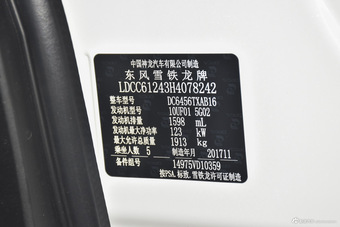 中国神龙汽车有限公司制造
东风雪铁龙牌
LDCC61243H4078242
整车型号 DC6456TXAB16
发动机型号 10UF01 5G02
发动机排量 1598 mL
发动机额定功率 123 kW
最大允许总质量 1913 kg
乘坐人数 5 制造年月 201711
备件组号 14975VD10359
按PSA.标致.雪铁龙许可证制造